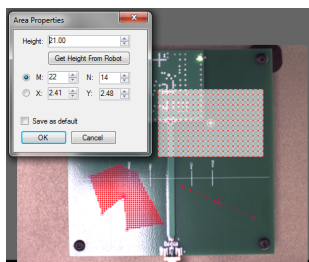 Area Properties
Height: 21.00
Get Height From Robot
M: 22 N: 14
X: 2.41 Y: 2.48
Save as default
OK Cancel